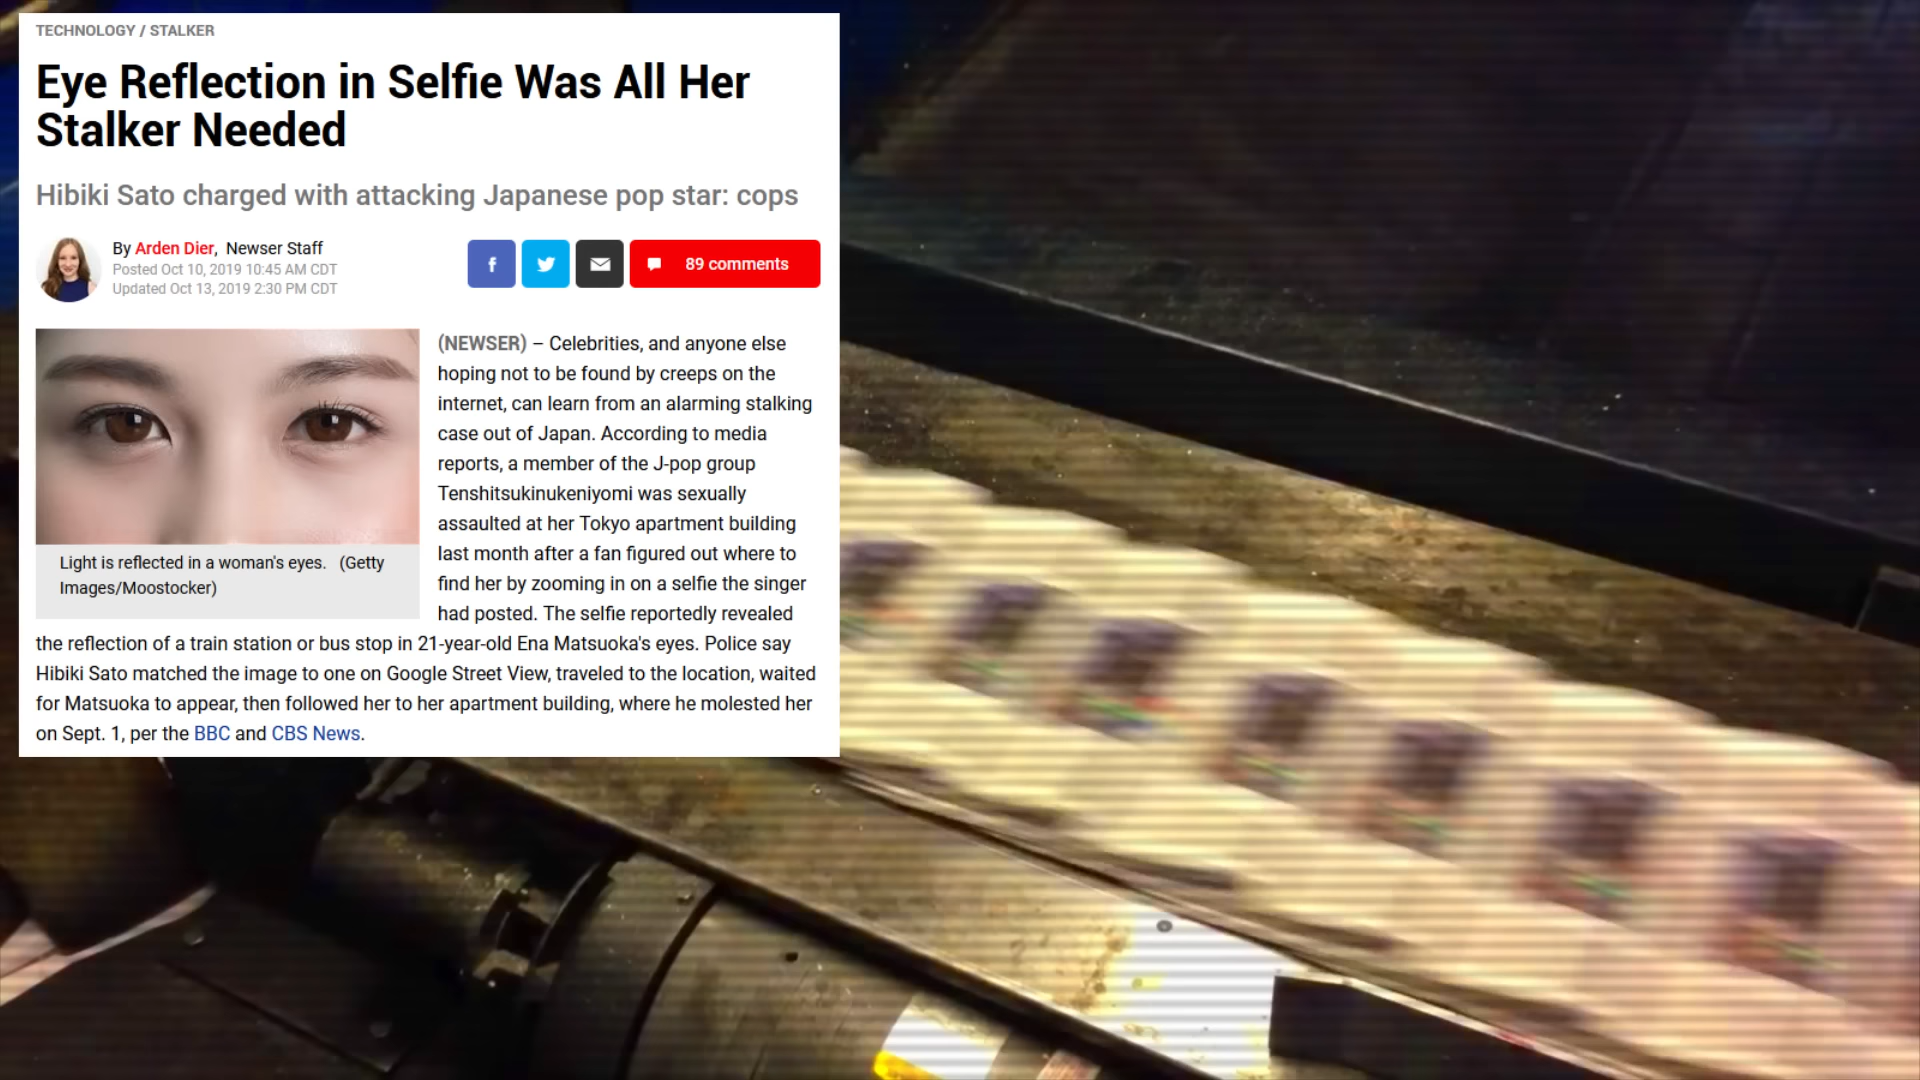 TECHNOLOGY / STALKER
Eye Reflection in Selfie Was All Her
Stalker Needed
Hibiki Sato charged with attacking Japanese pop star: cops
By Arden Dier, Newser Staff
Posted Oct 10, 2019 10:45 AM CDT
Updated Oct 13, 2019 2:30 PM CDT
f
89 comments
Light is reflected in a woman's eyes. (Getty
Images/Moostocker)
(NEWSER) – Celebrities, and anyone else
hoping not to be found by creeps on the
internet, can learn from an alarming stalking
case out of Japan. According to media
reports, a member of the J-pop group
Tenshitsukinukeniyomi was sexually
assaulted at her Tokyo apartment building
last month after a fan figured out where to
find her by zooming in on a selfie the singer
had posted. The selfie reportedly revealed
the reflection of a train station or bus stop in 21-year-old Ena Matsuoka's eyes. Police say
Hibiki Sato matched the image to one on Google Street View, traveled to the location, waited
for Matsuoka to appear, then followed her to her apartment building, where he molested her
on Sept. 1, per the BBC and CBS News.